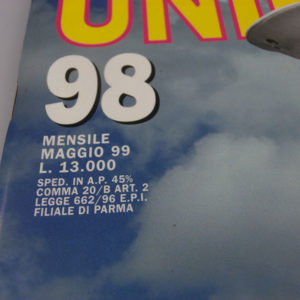 UNI
98
MENSILE
MAGGIO 99
L. 13.000
SPED. IN A.P. 45%
COMMA 20/B ART. 2
LEGGE 662/96 E.P.I.
FILIALE DI PARMA